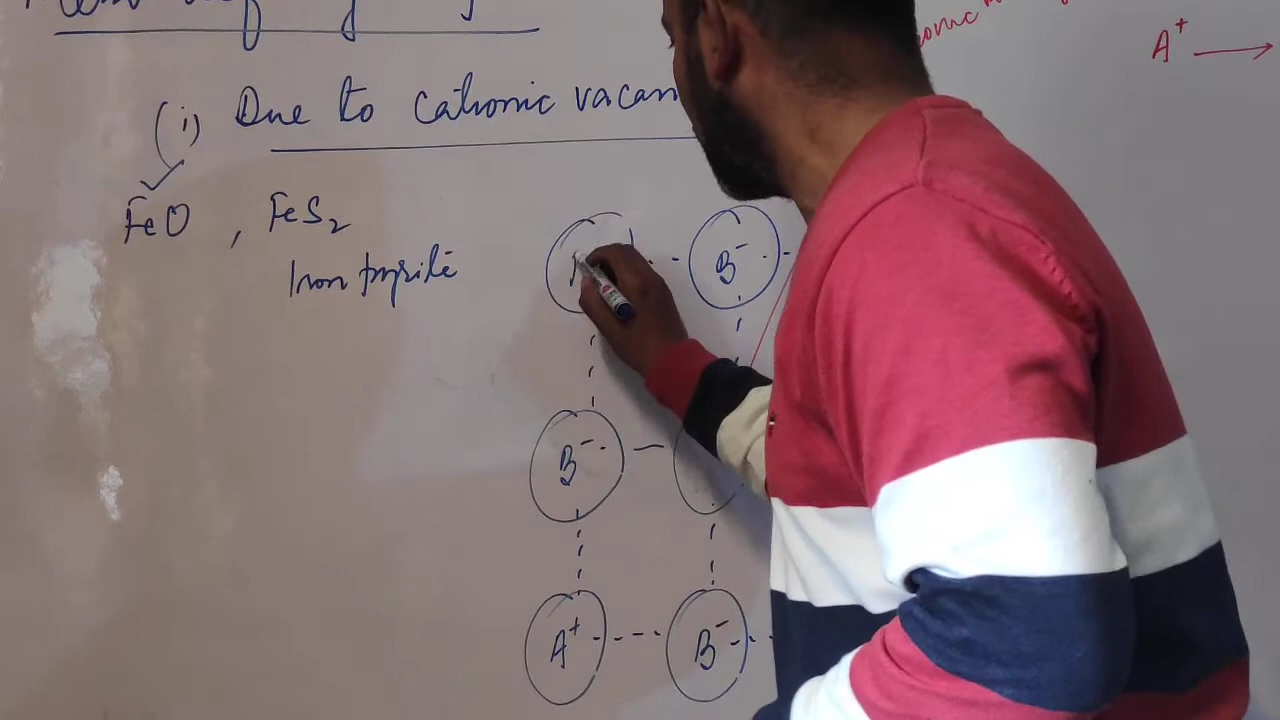 (i) Due to cationic vacan
A⁺ →
FeO , FeS₂
Iron pyrite
B⁻
B⁻
A⁺ B⁻